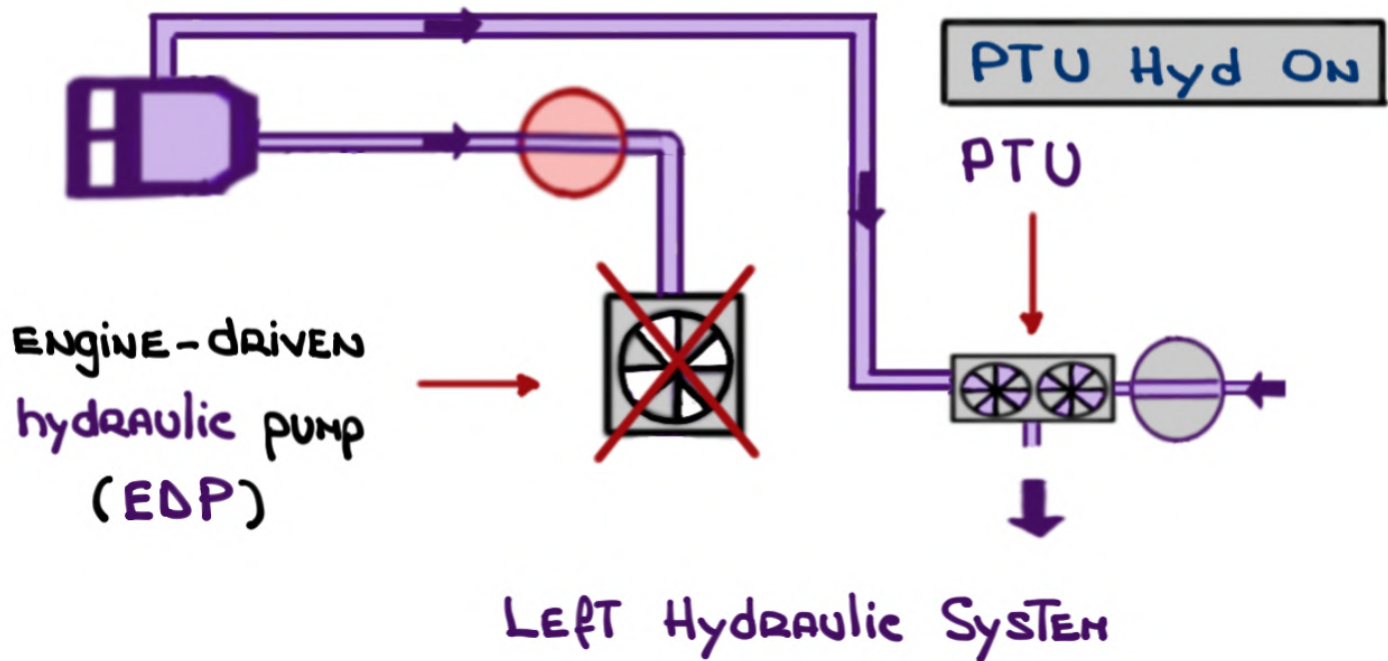 PTU Hyd ON
PTU
ENgiNE-dRiVEN
hydRAUlic pUMp
(EDP)
LEfT HydRAUlic SysTEM